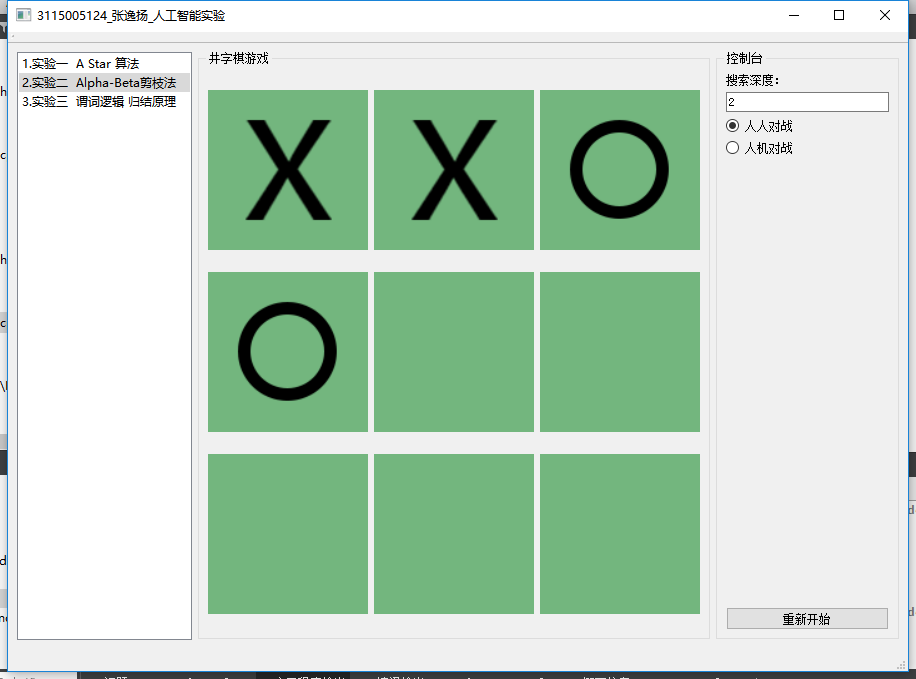 3115005124_张逸扬_人工智能实验
1.实验一 A Star 算法
2.实验二 Alpha-Beta剪枝法
3.实验三 谓词逻辑 归结原理
井字棋游戏
X X O
O
控制台
搜索深度：
2
人人对战
人机对战
重新开始